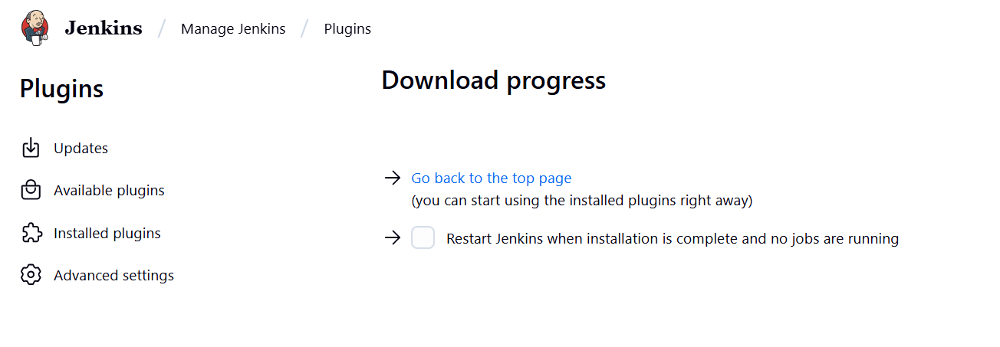 Jenkins / Manage Jenkins / Plugins
Plugins
Updates
Available plugins
Installed plugins
Advanced settings
Download progress
Go back to the top page
(you can start using the installed plugins right away)
Restart Jenkins when installation is complete and no jobs are running